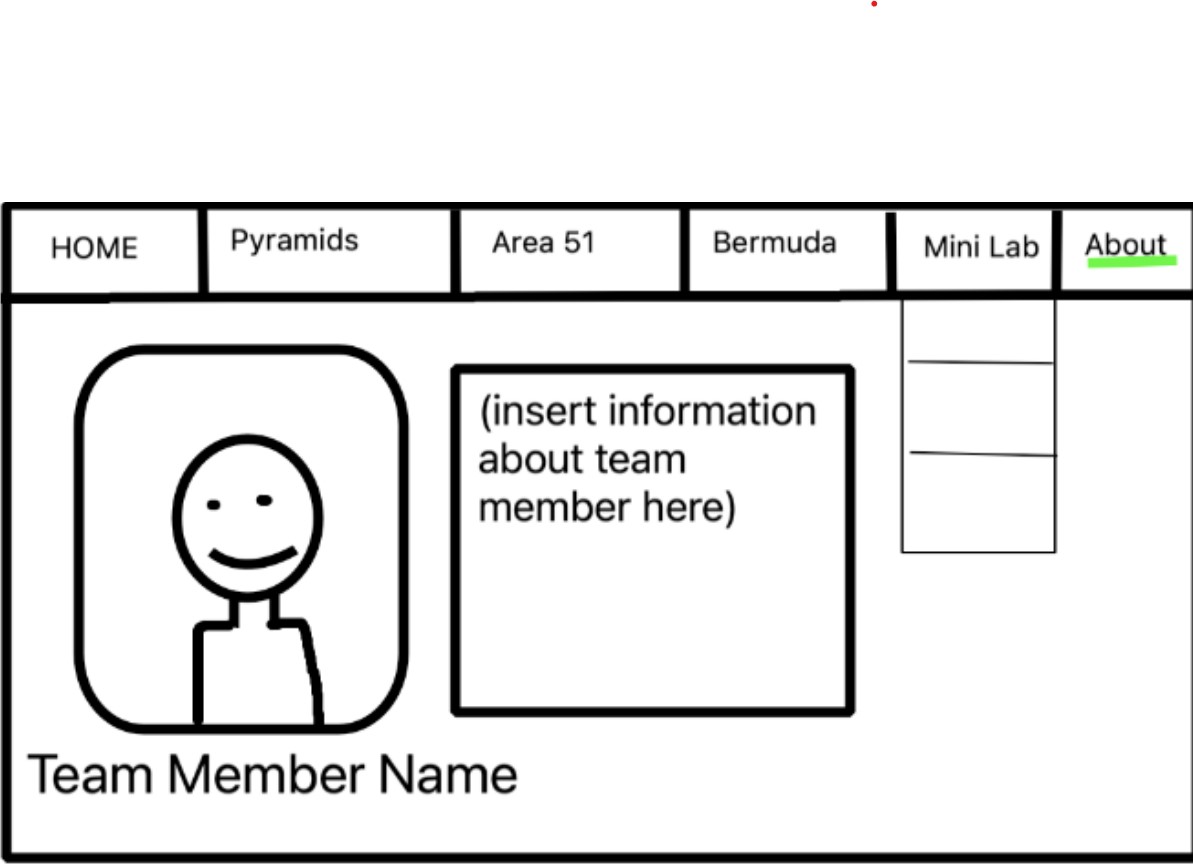 HOME
Pyramids
Area 51
Bermuda
Mini Lab
About
(insert information
about team
member here)
Team Member Name